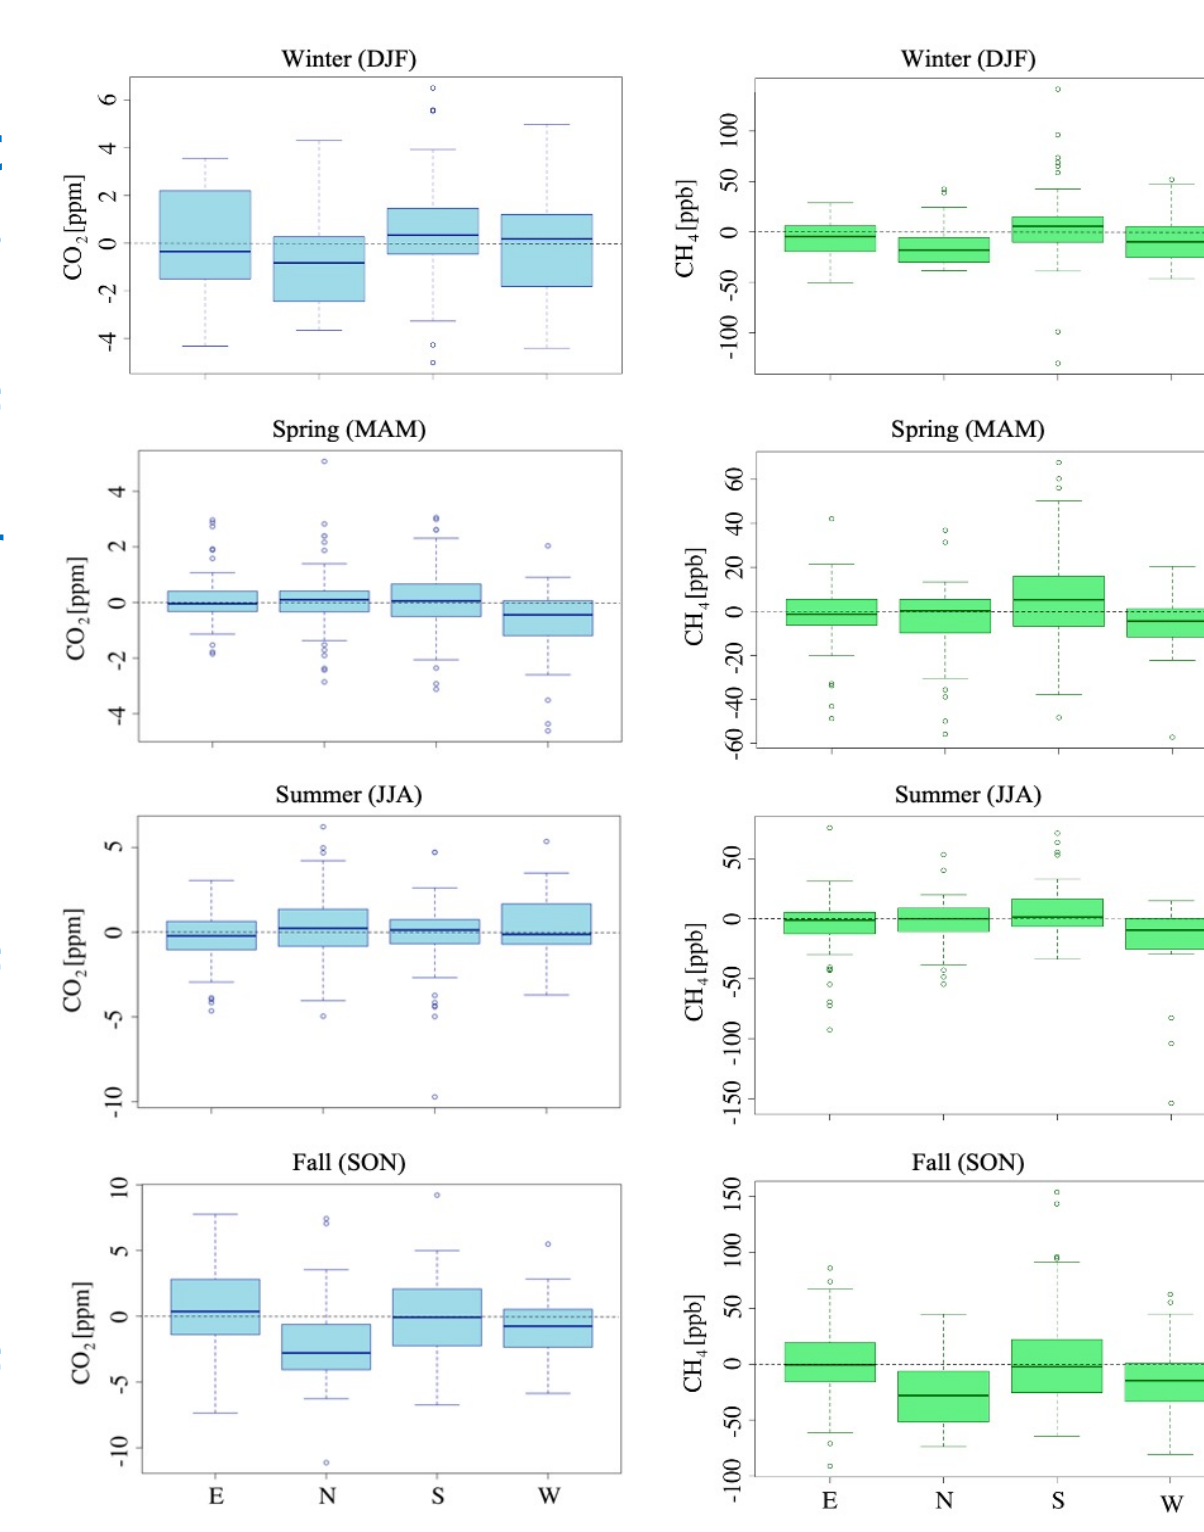 Winter (DJF)
CO2 [ppm]
6
4
2
0
-2
-4
Winter (DJF)
CH4 [ppb]
100
50
0
-50
-100
Spring (MAM)
CO2 [ppm]
4
2
0
-2
-4
Spring (MAM)
CH4 [ppb]
60
40
20
0
-20
-40
-60
Summer (JJA)
CO2 [ppm]
5
0
-5
-10
Summer (JJA)
CH4 [ppb]
50
0
-50
-100
-150
Fall (SON)
CO2 [ppm]
10
5
0
-5
-10
E N S W
Fall (SON)
CH4 [ppb]
150
100
50
0
-50
-100
E N S W